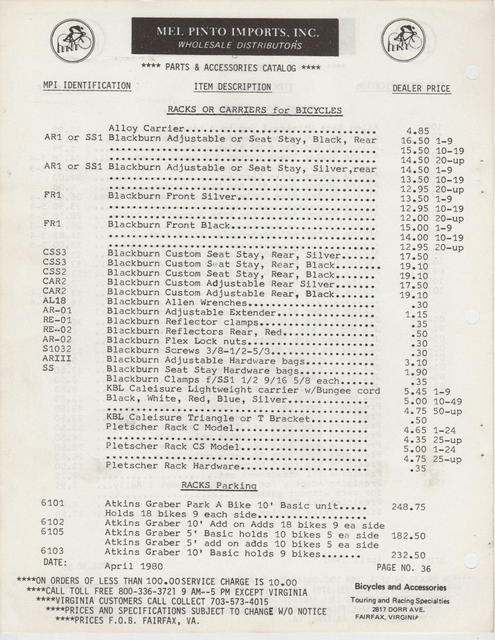 MEL PINTO IMPORTS, INC.
WHOLESALE DISTRIBUTORS
**** PARTS & ACCESSORIES CATALOG ****
MPI IDENTIFICATION ITEM DESCRIPTION DEALER PRICE
RACKS OR CARRIERS for BICYCLES
Alloy Carrier 4.85
AR1 or SS1 Blackburn Adjustable or Seat Stay, Black, Rear 16.50 1-9
15.50 10-19
14.50 20-up
AR1 or SS1 Blackburn Adjustable or Seat Stay, Silver,rear 14.50 1-9
13.50 10-19
12.95 20-up
FR1 Blackburn Front Silver 13.50 1-9
12.95 10-19
12.00 20-up
FR1 Blackburn Front Black 15.00 1-9
14.00 10-19
12.95 20-up
CSS3 Blackburn Custom Seat Stay, Rear, Silver 17.50
CSS3 Blackburn Custom Seat Stay, Rear, Black 19.10
CSS2 Blackburn Custom Seat Stay, Rear, Black 19.10
CAR2 Blackburn Custom Adjustable Rear Silver 17.50
CAR2 Blackburn Custom Adjustable Rear, Black 19.10
AL18 Blackburn Allen Wrenches .30
AR-01 Blackburn Adjustable Extender 1.15
RE-01 Blackburn Reflector clamps .35
RE-02 Blackburn Reflectors Rear, Red .50
AR-02 Blackburn Flex Lock nuts .30
S1032 Blackburn Screws 3/8-1/2-5/3 .30
ARIII Blackburn Adjustable Hardware bags 3.10
SS Blackburn Seat Stay Hardware bags 1.90
Blackburn Clamps f/SS1 1/2 9/16 5/8 each .35
KBL Caleisure Lightweight carrier w/Bungee cord 5.45 1-9
Black, White, Red, Blue, Silver 5.00 10-49
4.75 50-up
KBL Caleisure Triangle or T Bracket .50
Pletscher Rack C Model 4.65 1-24
4.35 25-up
Pletscher Rack CS Model 5.00 1-24
4.75 25-up
Pletscher Rack Hardware .35
RACKS Parking
6101 Atkins Graber Park A Bike 10' Basic unit 248.75
Holds 18 bikes 9 each side
6102 Atkins Graber 10' Add on Adds 18 bikes 9 ea side
6105 Atkins Graber 5' Basic holds 10 bikes 5 ea side 182.50
Atkins Graber 5' add on adds 10 bikes 5 ea side
6103 Atkins Graber 10' Basic holds 9 bikes 232.50
DATE: April 1980 PAGE NO. 36
****ON ORDERS OF LESS THAN 100.00 SERVICE CHARGE IS 10.00
****CALL TOLL FREE 800-336-3721 9 AM--5 PM EXCEPT VIRGINIA
****VIRGINIA CUSTOMERS CALL COLLECT 703-573-4015
****PRICES AND SPECIFICATIONS SUBJECT TO CHANGE W/O NOTICE
****PRICES F.O.B. FAIRFAX, VA.
Bicycles and Accessories
Touring and Racing Specialties
2817 DORR AVE.
FAIRFAX, VIRGINIA